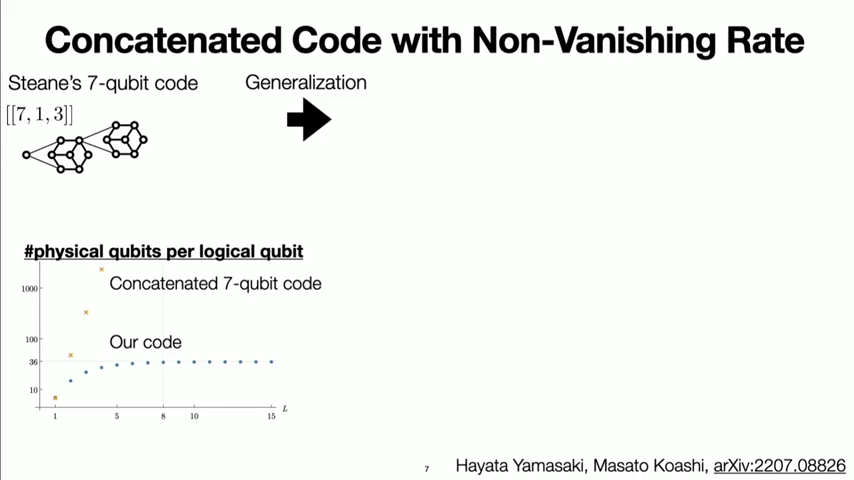 Concatenated Code with Non-Vanishing Rate
Steane's 7-qubit code
Generalization
[[7, 1, 3]]
#physical qubits per logical qubit
1000
Concatenated 7-qubit code
100
Our code
36
10
1 5 8 10 15 L
7
Hayata Yamasaki, Masato Koashi, arXiv:2207.08826